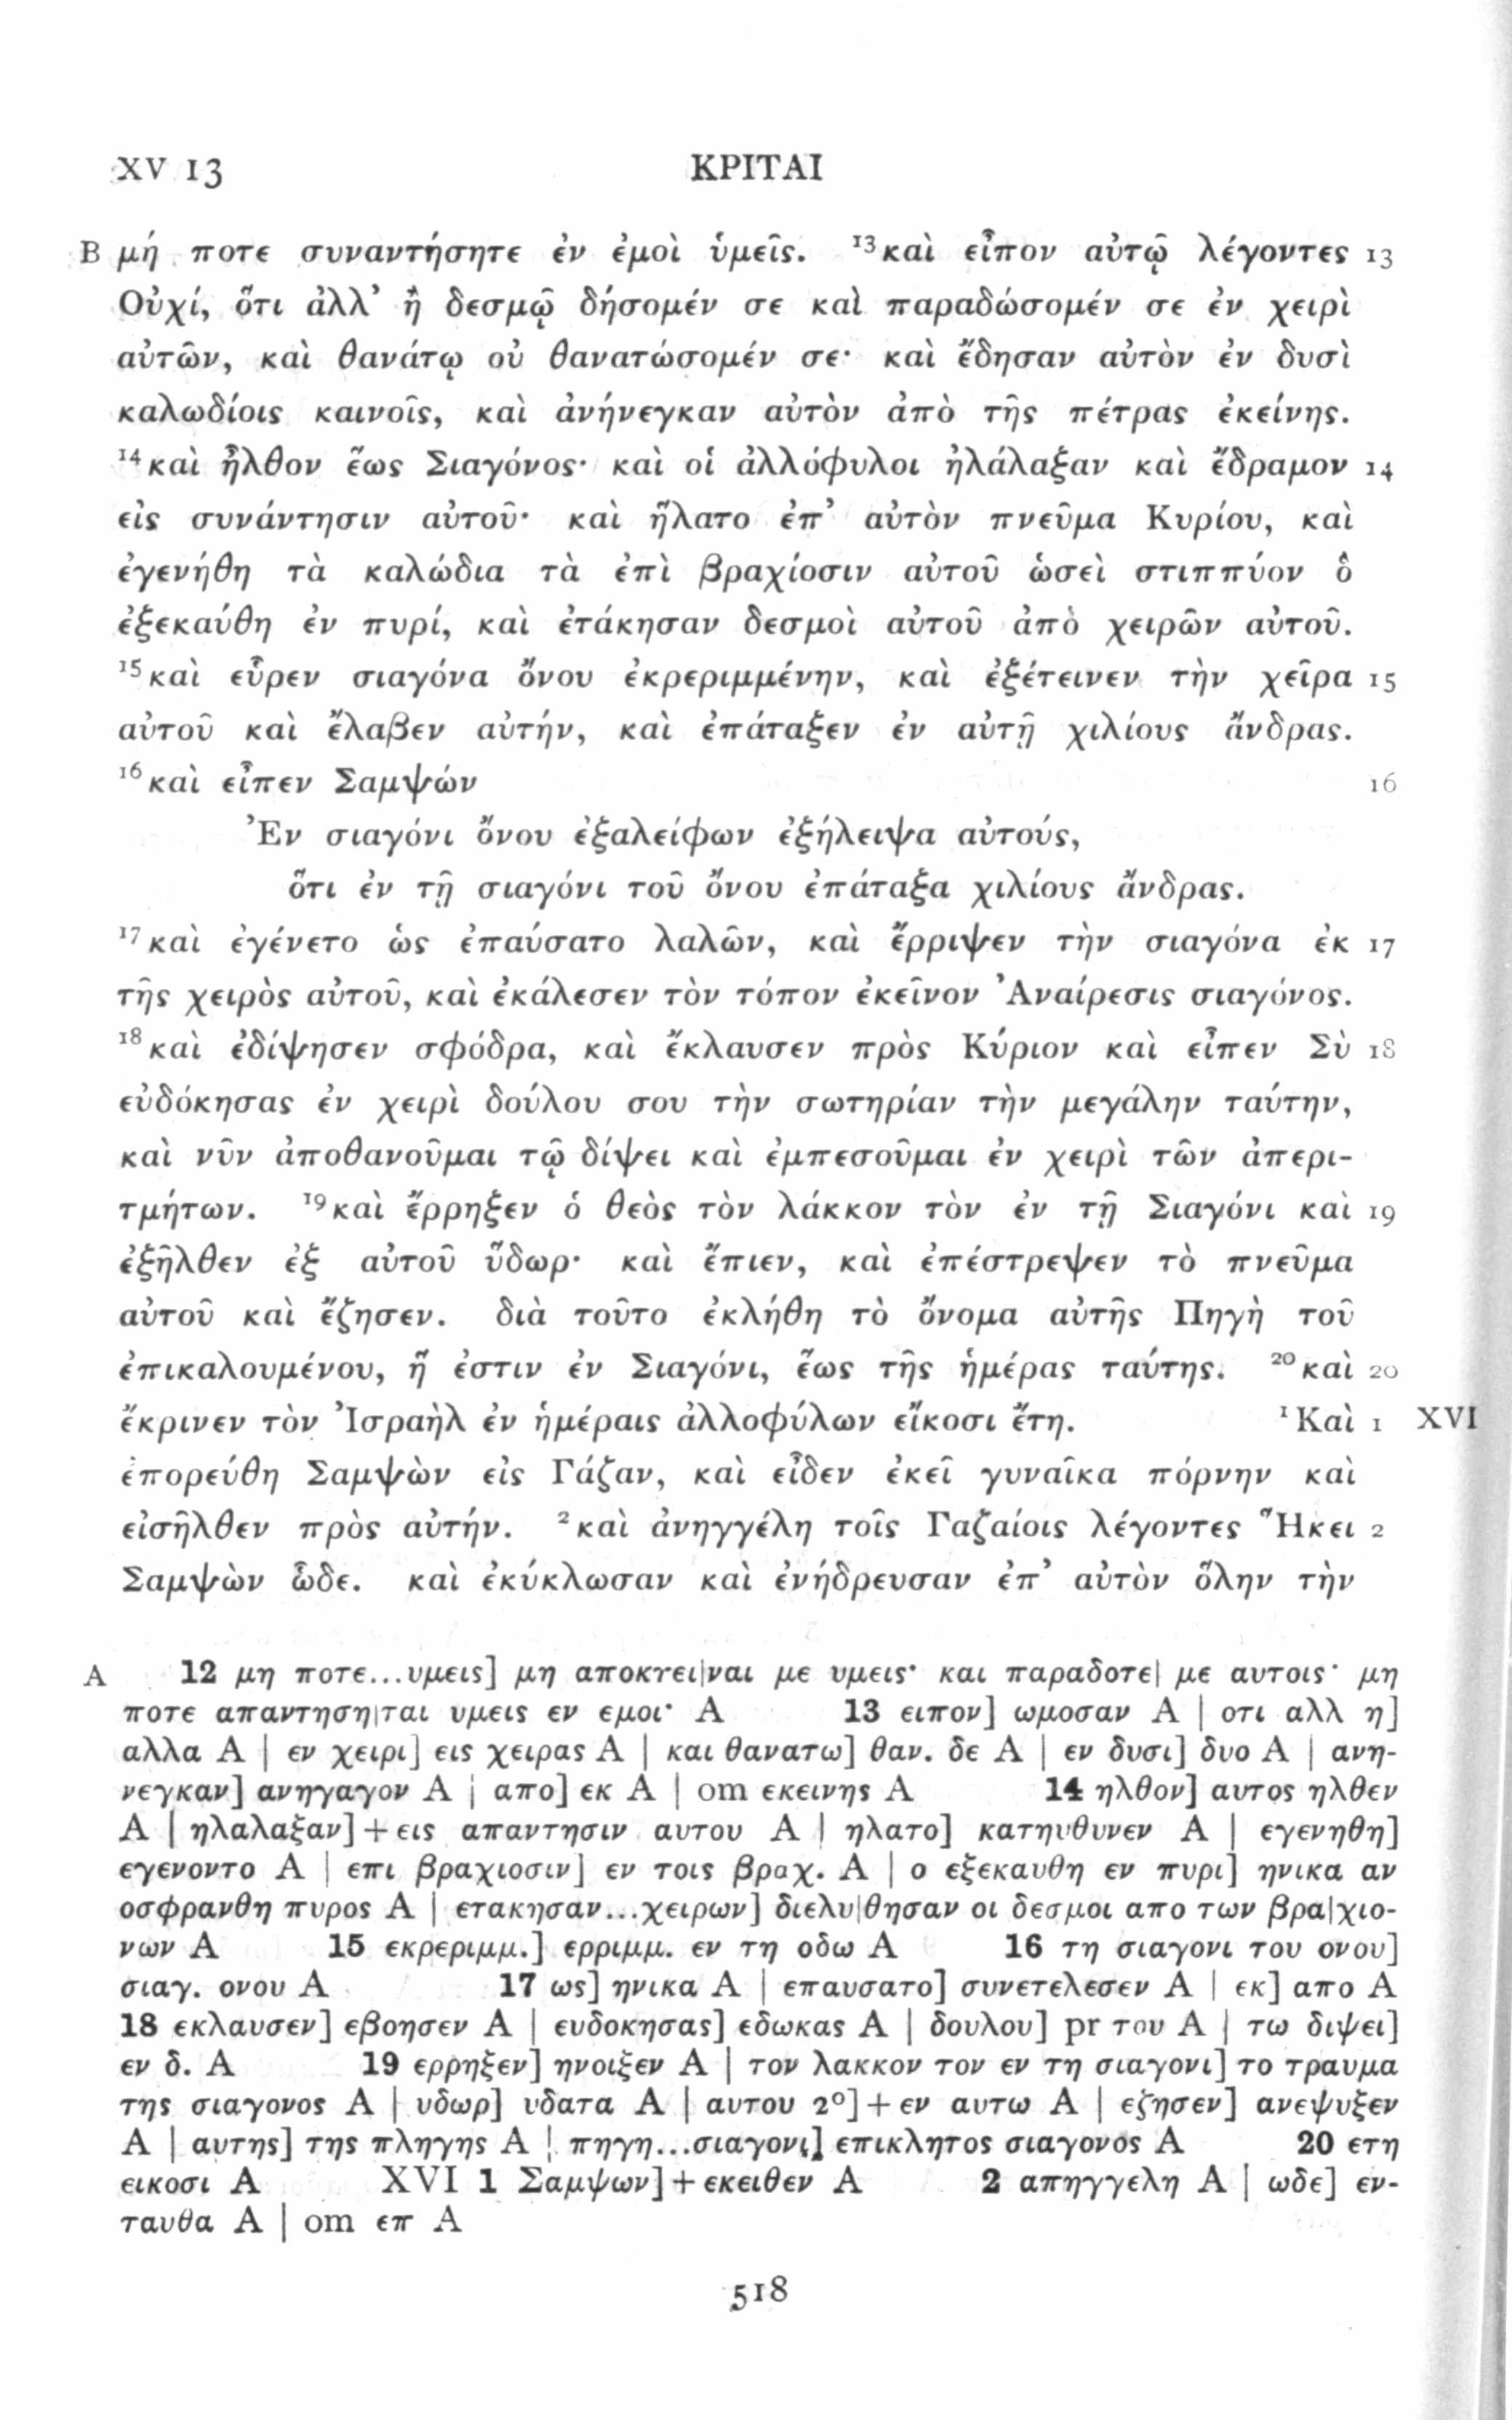 XV 13 ΚΡΙΤΑΙ
B μή ποτε συναντήσητε ἐν ἐμοὶ ὑμεῖς. ¹³καὶ εἶπον αὐτῷ λέγοντες 13
Οὐχί, ὅτι ἀλλ’ ἢ δεσμῷ δήσομέν σε καὶ παραδώσομέν σε ἐν χειρὶ
αὐτῶν, καὶ θανάτῳ οὐ θανατώσομέν σε· καὶ ἔδησαν αὐτὸν ἐν δυσὶ
καλωδίοις καινοῖς, καὶ ἀνήνεγκαν αὐτὸν ἀπὸ τῆς πέτρας ἐκείνης.
¹⁴καὶ ἦλθον ἕως Σιαγόνος· καὶ οἱ ἀλλόφυλοι ἠλάλαξαν καὶ ἔδραμον 14
εἰς συνάντησιν αὐτοῦ· καὶ ἥλατο ἐπ’ αὐτὸν πνεῦμα Κυρίου, καὶ
ἐγενήθη τὰ καλώδια τὰ ἐπὶ βραχίοσιν αὐτοῦ ὡσεὶ στιππύον ὃ
ἐξεκαύθη ἐν πυρί, καὶ ἐτάκησαν δεσμοὶ αὐτοῦ ἀπὸ χειρῶν αὐτοῦ.
¹⁵καὶ εὗρεν σιαγόνα ὄνου ἐκρεριμμένην, καὶ ἐξέτεινεν τὴν χεῖρα 15
αὐτοῦ καὶ ἔλαβεν αὐτήν, καὶ ἐπάταξεν ἐν αὐτῇ χιλίους ἄνδρας.
¹⁶καὶ εἶπεν Σαμψών 16
Ἐν σιαγόνι ὄνου ἐξαλείφων ἐξήλειψα αὐτούς,
ὅτι ἐν τῇ σιαγόνι τοῦ ὄνου ἐπάταξα χιλίους ἄνδρας.
¹⁷καὶ ἐγένετο ὡς ἐπαύσατο λαλῶν, καὶ ἔρριψεν τὴν σιαγόνα ἐκ 17
τῆς χειρὸς αὐτοῦ, καὶ ἐκάλεσεν τὸν τόπον ἐκεῖνον Ἀναίρεσις σιαγόνος.
¹⁸καὶ ἐδίψησεν σφόδρα, καὶ ἔκλαυσεν πρὸς Κύριον καὶ εἶπεν Σὺ 18
εὐδόκησας ἐν χειρὶ δούλου σου τὴν σωτηρίαν τὴν μεγάλην ταύτην,
καὶ νῦν ἀποθανοῦμαι τῷ δίψει καὶ ἐμπεσοῦμαι ἐν χειρὶ τῶν ἀπερι-
τμήτων. ¹⁹καὶ ἔρρηξεν ὁ θεὸς τὸν λάκκον τὸν ἐν τῇ Σιαγόνι καὶ 19
ἐξῆλθεν ἐξ αὐτοῦ ὕδωρ· καὶ ἔπιεν, καὶ ἐπέστρεψεν τὸ πνεῦμα
αὐτοῦ καὶ ἔζησεν. διὰ τοῦτο ἐκλήθη τὸ ὄνομα αὐτῆς Πηγὴ τοῦ
ἐπικαλουμένου, ἥ ἐστιν ἐν Σιαγόνι, ἕως τῆς ἡμέρας ταύτης. ²⁰καὶ 20
ἔκρινεν τὸν Ἰσραὴλ ἐν ἡμέραις ἀλλοφύλων εἴκοσι ἔτη. ¹Καὶ 1 XVI
ἐπορεύθη Σαμψὼν εἰς Γάζαν, καὶ εἶδεν ἐκεῖ γυναῖκα πόρνην καὶ
εἰσῆλθεν πρὸς αὐτήν. ²καὶ ἀνηγγέλη τοῖς Γαζαίοις λέγοντες Ἥκει 2
Σαμψὼν ὧδε. καὶ ἐκύκλωσαν καὶ ἐνήδρευσαν ἐπ’ αὐτὸν ὅλην τὴν
A 12 μη ποτε...υμεις] μη αποκτει|ναι με υμεις· και παραδοτε| με αυτοις· μη
ποτε απαντηση|ται υμεις εν εμοι· A 13 ειπον] ωμοσαν A | οτι αλλ η]
αλλα A | εν χειρι] εις χειρας A | και θανατω] θαν. δε A | εν δυσι] δυο A | ανη-
νεγκαν] ανηγαγον A | απο] εκ A | om εκεινης A 14 ηλθον] αυτος ηλθεν
A | ηλαλαξαν]+εις απαντησιν αυτου A | ηλατο] κατηυθυνεν A | εγενηθη]
εγενοντο A | επι βραχιοσιν] εν τοις βραχ. A | ο εξεκαυθη εν πυρι] ηνικα αν
οσφρανθη πυρος A | ετακησαν...χειρων] διελυ|θησαν οι δεσμοι απο των βρα|χιο-
νων A 15 εκρεριμμ.] ερριμμ. εν τη οδω A 16 τη σιαγονι του ονου]
σιαγ. ονου A 17 ως] ηνικα A | επαυσατο] συνετελεσεν A | εκ] απο A
18 εκλαυσεν] εβοησεν A | ευδοκησας] εδωκας A | δουλου] pr του A | τω διψει]
εν δ. A 19 ερρηξεν] ηνοιξεν A | τον λακκον τον εν τη σιαγονι] το τραυμα
της σιαγονος A | υδωρ] υδατα A | αυτου 2º]+εν αυτω A | εζησεν] ανεψυξεν
A | αυτης] της πληγης A | πηγη...σιαγονι] επικλητος σιαγονος A 20 ετη
εικοσι A XVI 1 Σαμψων]+εκειθεν A 2 απηγγελη A | ωδε] εν-
ταυθα A | om επ A
518